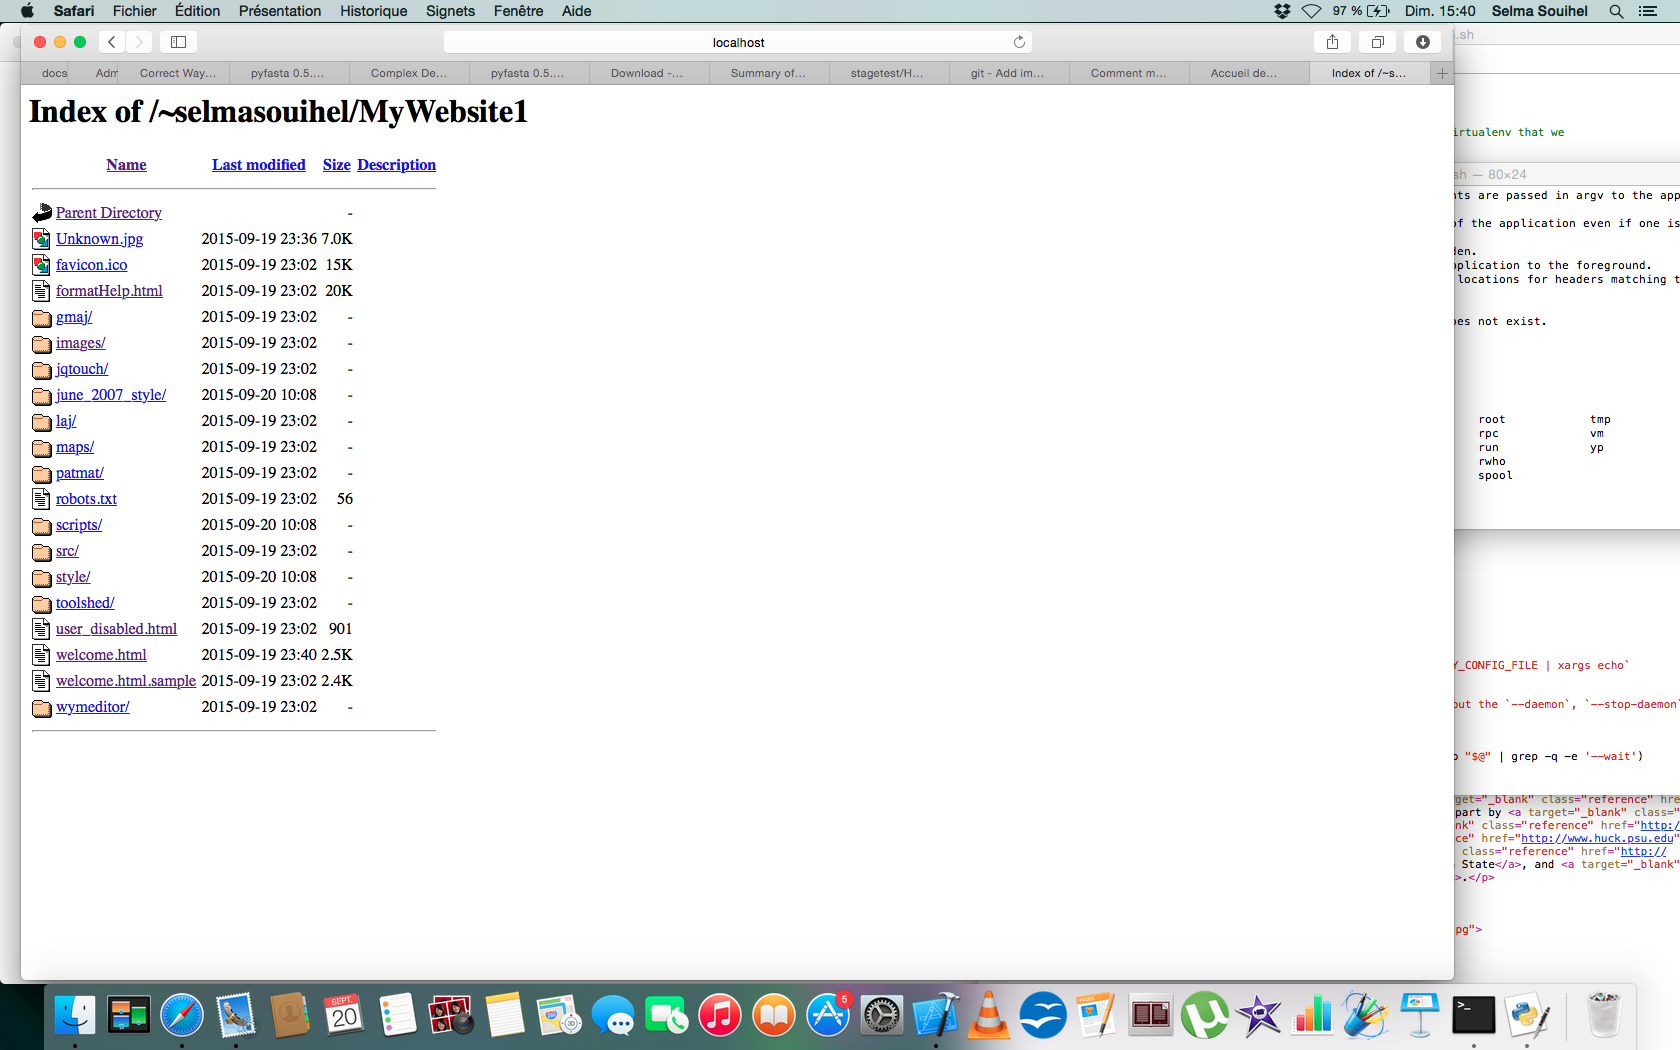 Safari Fichier Édition Présentation Historique Signets Fenêtre Aide 97 % Dim. 15:40 Selma Souihel
localhost
docs Adm Correct Way... pyfasta 0.5.... Complex De... pyfasta 0.5.... Download -... Summary of... stagetest/H... git - Add im... Comment m... Accueil de... Index of /~s...
Index of /~selmasouihel/MyWebsite1
Name Last modified Size Description
Parent Directory -
Unknown.jpg 2015-09-19 23:36 7.0K
favicon.ico 2015-09-19 23:02 15K
formatHelp.html 2015-09-19 23:02 20K
gmaj/ 2015-09-19 23:02 -
images/ 2015-09-19 23:02 -
jqtouch/ 2015-09-19 23:02 -
june_2007_style/ 2015-09-20 10:08 -
laj/ 2015-09-19 23:02 -
maps/ 2015-09-19 23:02 -
patmat/ 2015-09-19 23:02 -
robots.txt 2015-09-19 23:02 56
scripts/ 2015-09-20 10:08 -
src/ 2015-09-19 23:02 -
style/ 2015-09-20 10:08 -
toolshed/ 2015-09-19 23:02 -
user_disabled.html 2015-09-19 23:02 901
welcome.html 2015-09-19 23:40 2.5K
welcome.html.sample 2015-09-19 23:02 2.4K
wymeditor/ 2015-09-19 23:02 -
.sh
irtualenv that we
sh — 80×24
nts are passed in argv to the app
of the application even if one is
den.
plication to the foreground.
locations for headers matching t
oes not exist.
root tmp
rpc vm
run yp
rwho
spool
Y_CONFIG_FILE | xargs echo`
out the `--daemon`, `--stop-daemon`
o "$@" | grep -q -e '--wait')
get="_blank" class="reference" hre
part by <a target="_blank" class="
nk" class="reference" href="http:/
ce" href="http://www.huck.psu.edu"
class="reference" href="http://
State</a>, and <a target="_blank"
>.</p>
pg">
SEPT.
20
3D
5
PAGES
>_